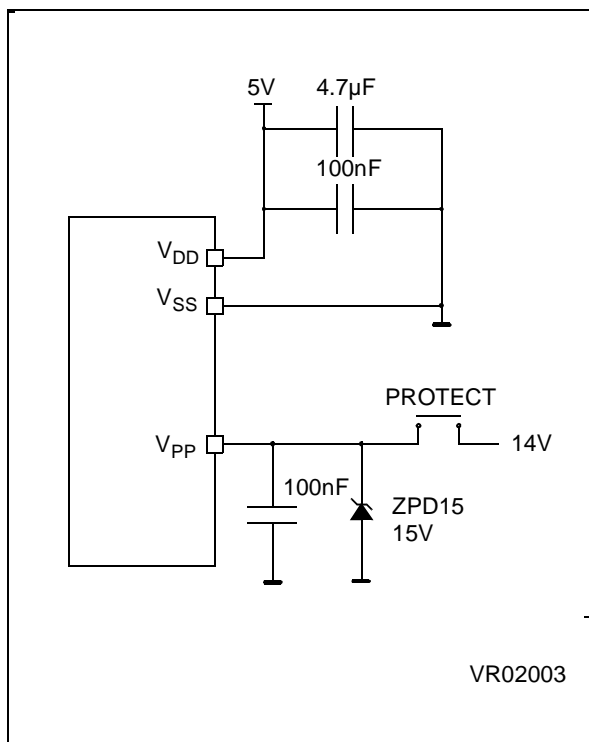 5V 4.7µF
100nF
VDD
VSS
PROTECT
VPP 14V
100nF ZPD15
15V
VR02003